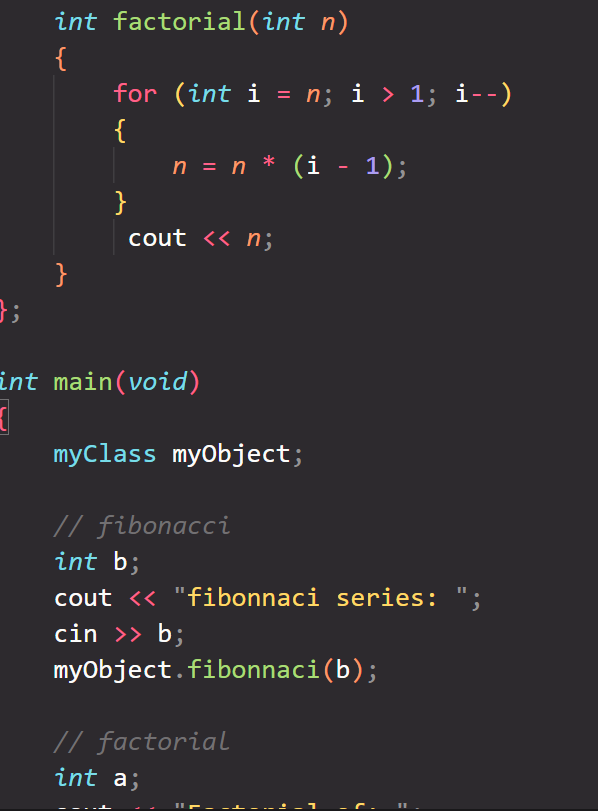 int factorial(int n)
{
for (int i = n; i > 1; i--)
{
n = n * (i - 1);
}
cout << n;
}
};
int main(void)
{
myClass myObject;
// fibonacci
int b;
cout << "fibonnaci series: ";
cin >> b;
myObject.fibonnaci(b);
// factorial
int a;
cout << "Factorial of: ";